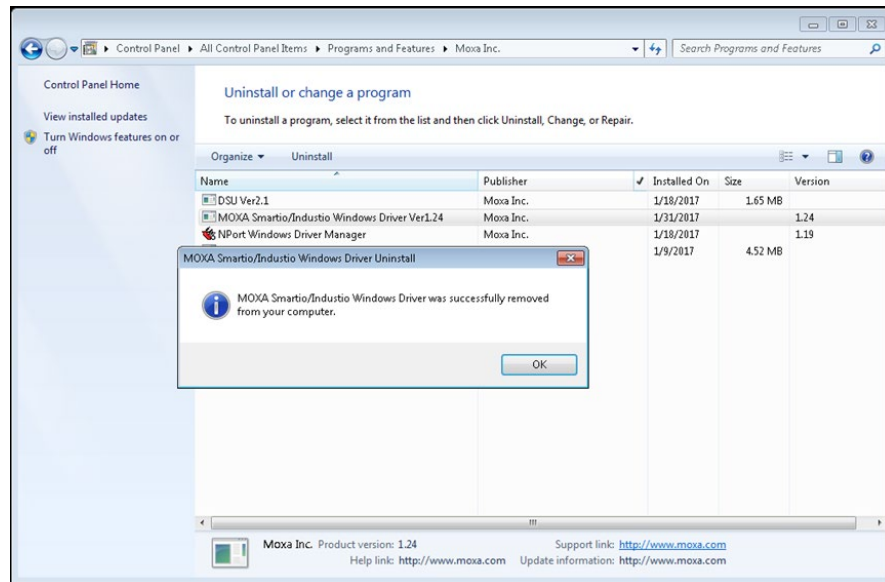 Control Panel ▸ All Control Panel Items ▸ Programs and Features ▸ Moxa Inc.
Search Programs and Features
Control Panel Home
View installed updates
Turn Windows features on or
off
Uninstall or change a program
To uninstall a program, select it from the list and then click Uninstall, Change, or Repair.
Organize Uninstall
Name Publisher Installed On Size Version
DSU Ver2.1 Moxa Inc. 1/18/2017 1.65 MB
MOXA Smartio/Industio Windows Driver Ver1.24 Moxa Inc. 1/31/2017 1.24
NPort Windows Driver Manager Moxa Inc. 1/18/2017 1.19
1/9/2017 4.52 MB
MOXA Smartio/Industio Windows Driver Uninstall
MOXA Smartio/Industio Windows Driver was successfully removed
from your computer.
OK
Moxa Inc. Product version: 1.24 Support link: http://www.moxa.com
Help link: http://www.moxa.com Update information: http://www.moxa.com